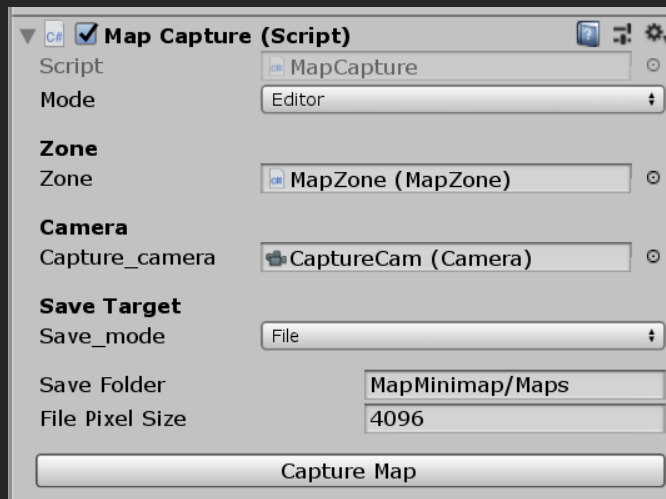 Map Capture (Script)
Script MapCapture
Mode Editor
Zone
Zone MapZone (MapZone)
Camera
Capture_camera CaptureCam (Camera)
Save Target
Save_mode File
Save Folder MapMinimap/Maps
File Pixel Size 4096
Capture Map